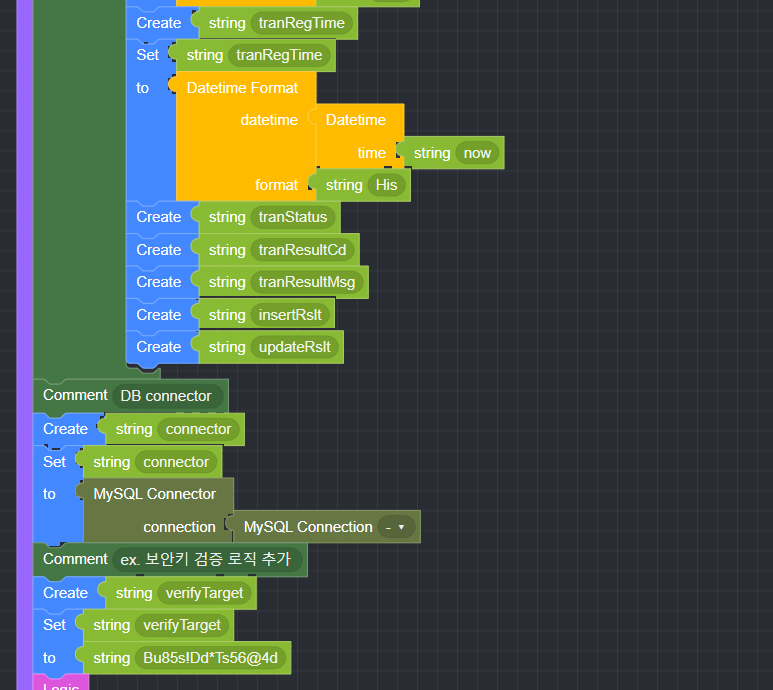 Create string tranRegTime
Set string tranRegTime
to Datetime Format
datetime Datetime
time string now
format string His
Create string tranStatus
Create string tranResultCd
Create string tranResultMsg
Create string insertRslt
Create string updateRslt
Comment DB connector
Create string connector
Set string connector
to MySQL Connector
connection MySQL Connection -
Comment ex. 보안키 검증 로직 추가
Create string verifyTarget
Set string verifyTarget
to string Bu85s!Dd*Ts56@4d
Logic